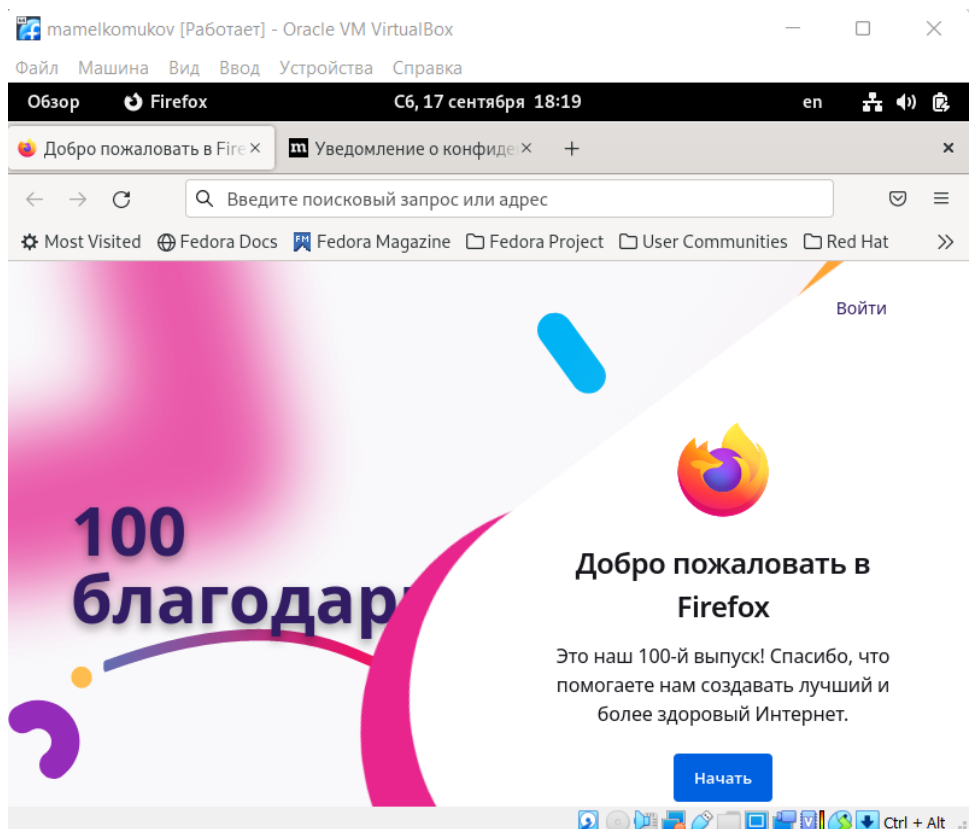 mamelkomukov [Работает] - Oracle VM VirtualBox
Файл Машина Вид Ввод Устройства Справка
Обзор Firefox Сб, 17 сентября 18:19 en
Добро пожаловать в Fire Уведомление о конфиде
Введите поисковый запрос или адрес
Most Visited Fedora Docs Fedora Magazine Fedora Project User Communities Red Hat
Войти
100
благодар
Добро пожаловать в
Firefox
Это наш 100-й выпуск! Спасибо, что
помогаете нам создавать лучший и
более здоровый Интернет.
Начать
Ctrl + Alt